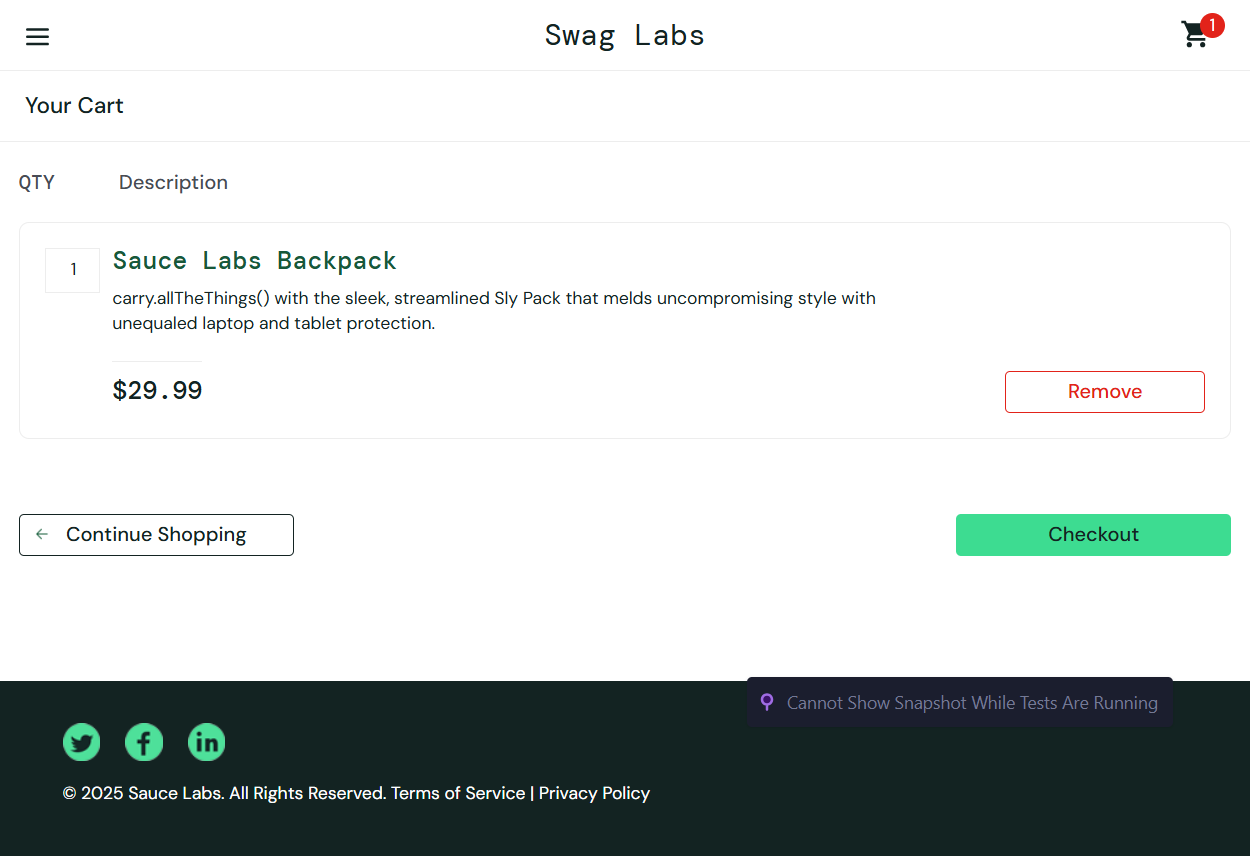 Swag Labs
1
Your Cart
QTY Description
1
Sauce Labs Backpack
carry.allTheThings() with the sleek, streamlined Sly Pack that melds uncompromising style with
unequaled laptop and tablet protection.
$29.99
Remove
Continue Shopping
Checkout
Cannot Show Snapshot While Tests Are Running
© 2025 Sauce Labs. All Rights Reserved. Terms of Service | Privacy Policy